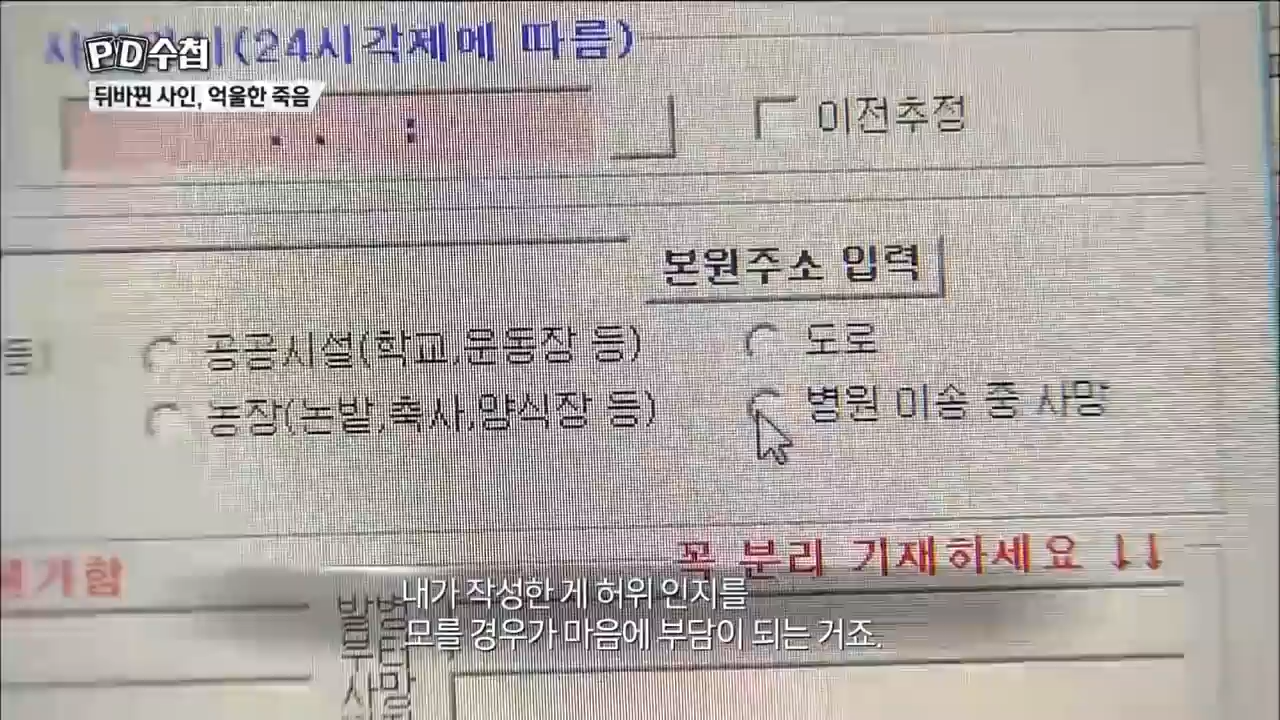 (24시각제에 따름)
PD수첩
뒤바뀐 사인, 억울한 죽음
이전추정
본원주소 입력
등) 공공시설(학교,운동장 등) 도로
농장(논밭,축사,양식장 등) 병원 이송 중 사망
꼭 분리 기재하세요 ↓↓
내가 작성한 게 허위 인지를
모를 경우가 마음에 부담이 되는 거죠.